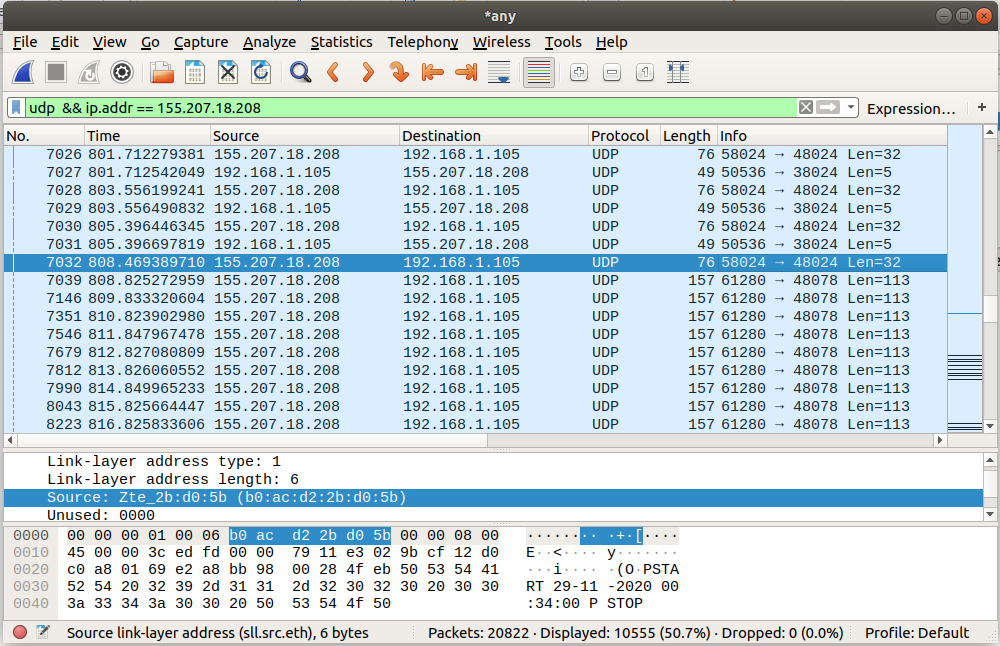 *any
File Edit View Go Capture Analyze Statistics Telephony Wireless Tools Help
udp  && ip.addr == 155.207.18.208 Expression… +
No. Time Source Destination Protocol Length Info
7026 801.712279381 155.207.18.208 192.168.1.105 UDP 76 58024 → 48024 Len=32
7027 801.712542049 192.168.1.105 155.207.18.208 UDP 49 50536 → 38024 Len=5
7028 803.556199241 155.207.18.208 192.168.1.105 UDP 76 58024 → 48024 Len=32
7029 803.556490832 192.168.1.105 155.207.18.208 UDP 49 50536 → 38024 Len=5
7030 805.396446345 155.207.18.208 192.168.1.105 UDP 76 58024 → 48024 Len=32
7031 805.396697819 192.168.1.105 155.207.18.208 UDP 49 50536 → 38024 Len=5
7032 808.469389710 155.207.18.208 192.168.1.105 UDP 76 58024 → 48024 Len=32
7039 808.825272959 155.207.18.208 192.168.1.105 UDP 157 61280 → 48078 Len=113
7146 809.833320604 155.207.18.208 192.168.1.105 UDP 157 61280 → 48078 Len=113
7351 810.823902980 155.207.18.208 192.168.1.105 UDP 157 61280 → 48078 Len=113
7546 811.847967478 155.207.18.208 192.168.1.105 UDP 157 61280 → 48078 Len=113
7679 812.827080809 155.207.18.208 192.168.1.105 UDP 157 61280 → 48078 Len=113
7812 813.826060552 155.207.18.208 192.168.1.105 UDP 157 61280 → 48078 Len=113
7990 814.849965233 155.207.18.208 192.168.1.105 UDP 157 61280 → 48078 Len=113
8043 815.825664447 155.207.18.208 192.168.1.105 UDP 157 61280 → 48078 Len=113
8223 816.825833606 155.207.18.208 192.168.1.105 UDP 157 61280 → 48078 Len=113
Link-layer address type: 1
Link-layer address length: 6
Source: Zte_2b:d0:5b (b0:ac:d2:2b:d0:5b)
Unused: 0000
0000 00 00 00 01 00 06 b0 ac d2 2b d0 5b 00 00 08 00 ········ ·+·[····
0010 45 00 00 3c ed fd 00 00 79 11 e3 02 9b cf 12 d0 E··<···· y·······
0020 c0 a8 01 69 e2 a8 bb 98 00 28 4f eb 50 53 54 41 ···i···· ·(O·PSTA
0030 52 54 20 32 39 2d 31 31 2d 32 30 32 30 20 30 30 RT 29-11 -2020 00
0040 3a 33 34 3a 30 30 20 50 53 54 4f 50 :34:00 P STOP
Source link-layer address (sll.src.eth), 6 bytes Packets: 20822 · Displayed: 10555 (50.7%) · Dropped: 0 (0.0%) Profile: Default